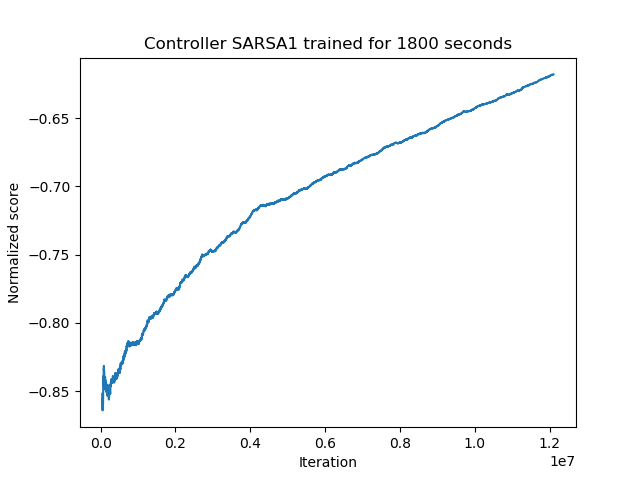 Controller SARSA1 trained for 1800 seconds
Normalized score
−0.65
−0.70
−0.75
−0.80
−0.85
0.0 0.2 0.4 0.6 0.8 1.0 1.2
1e7
Iteration